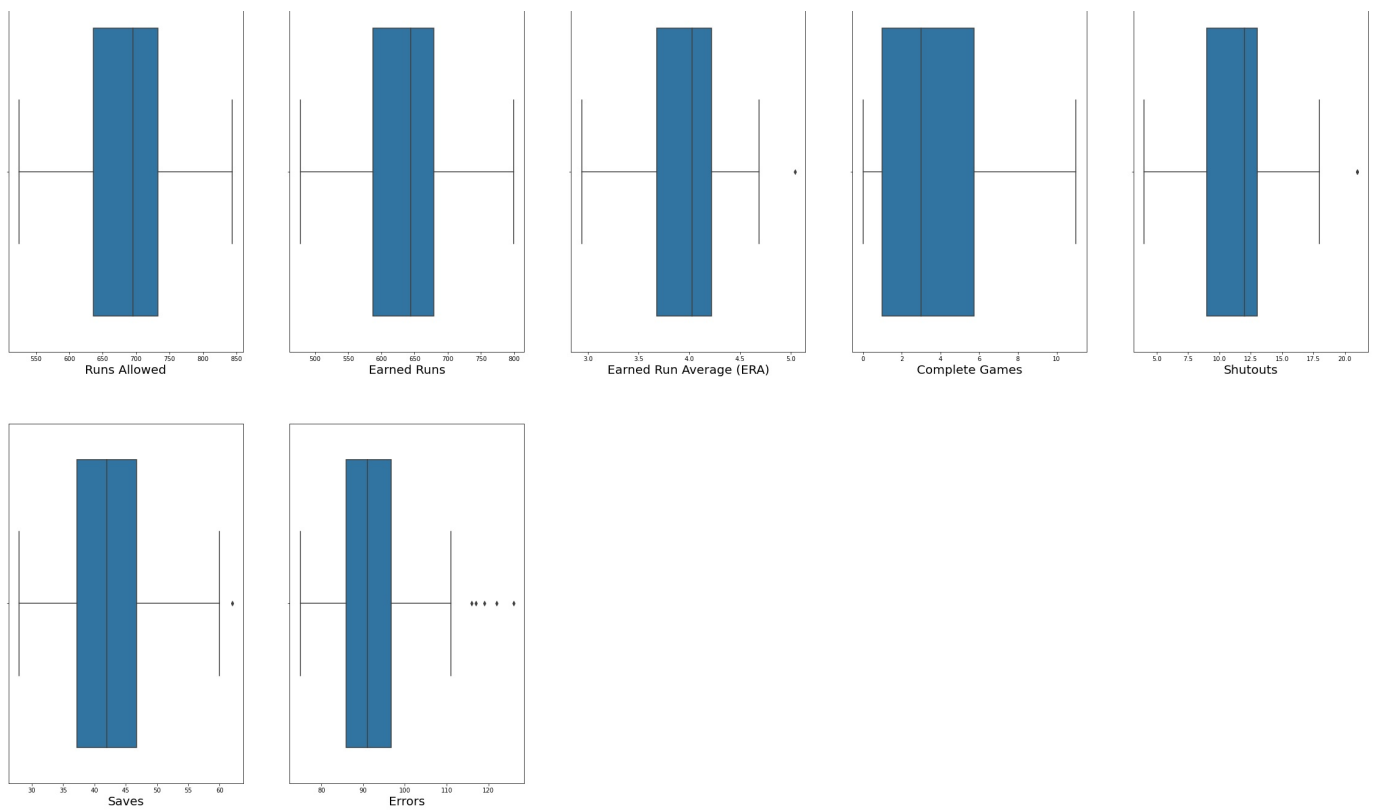 550 600 650 700 750 800 850
Runs Allowed
500 550 600 650 700 750 800
Earned Runs
3.0 3.5 4.0 4.5 5.0
Earned Run Average (ERA)
0 2 4 6 8 10
Complete Games
5.0 7.5 10.0 12.5 15.0 17.5 20.0
Shutouts
30 35 40 45 50 55 60
Saves
80 90 100 110 120
Errors